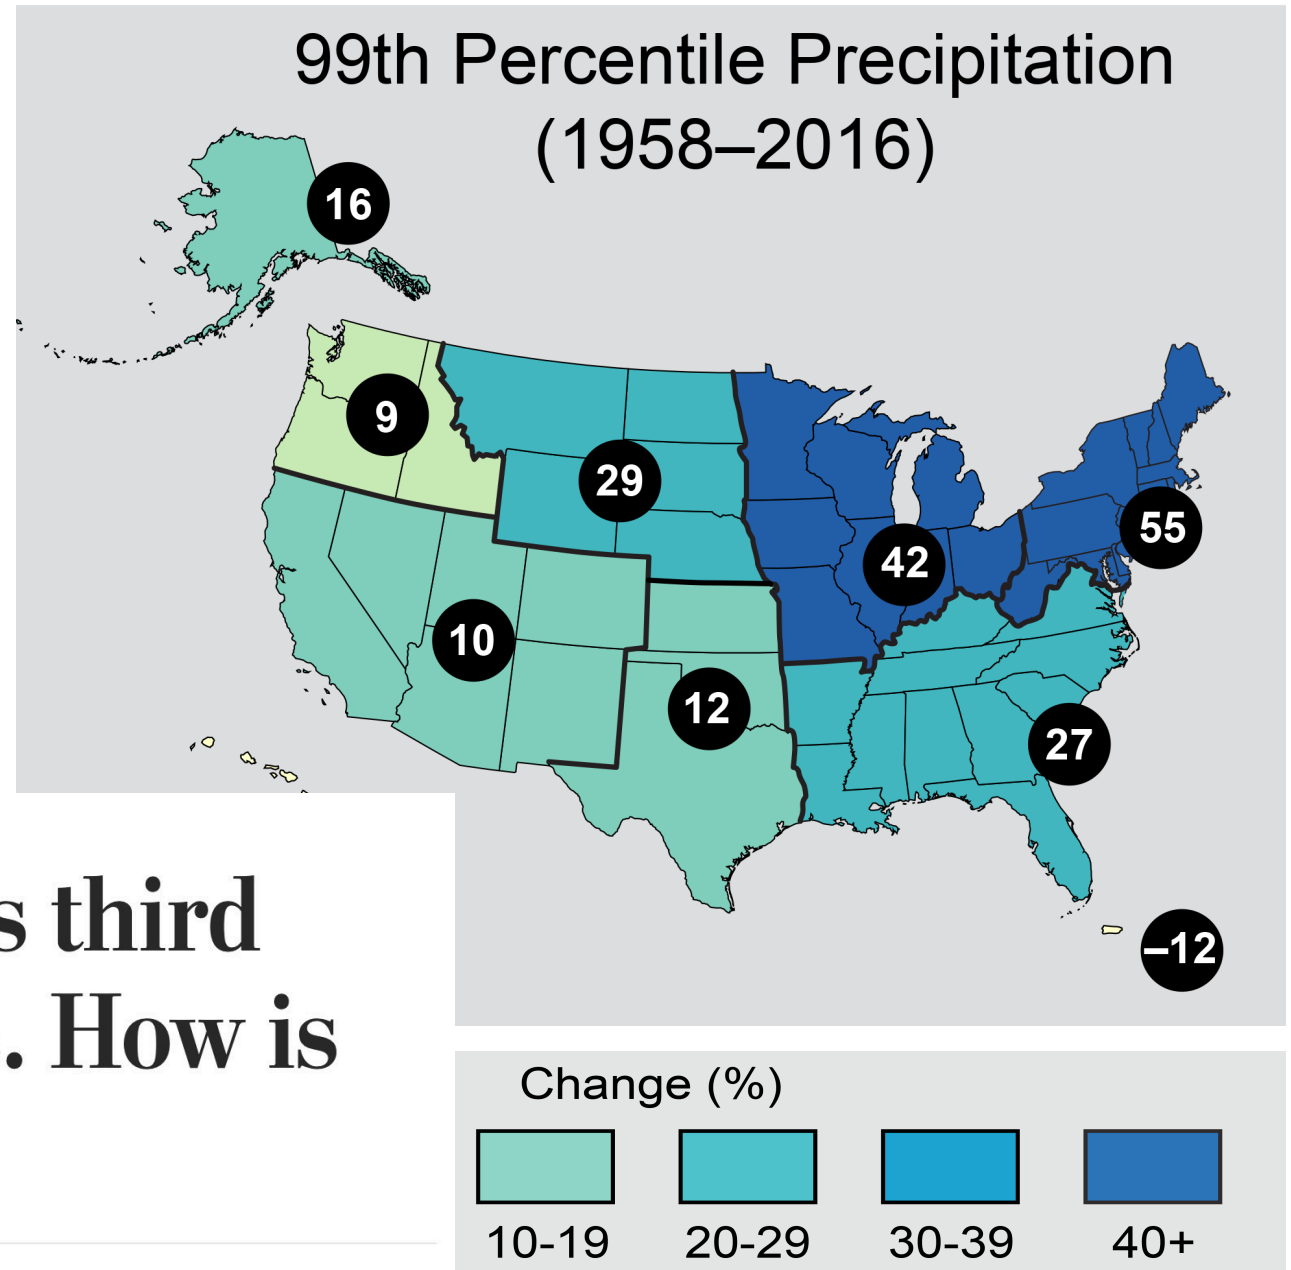 99th Percentile Precipitation
(1958–2016)
16
9
29
55
42
10
12
27
–12
s third
. How is
Change (%)
10-19 20-29 30-39 40+